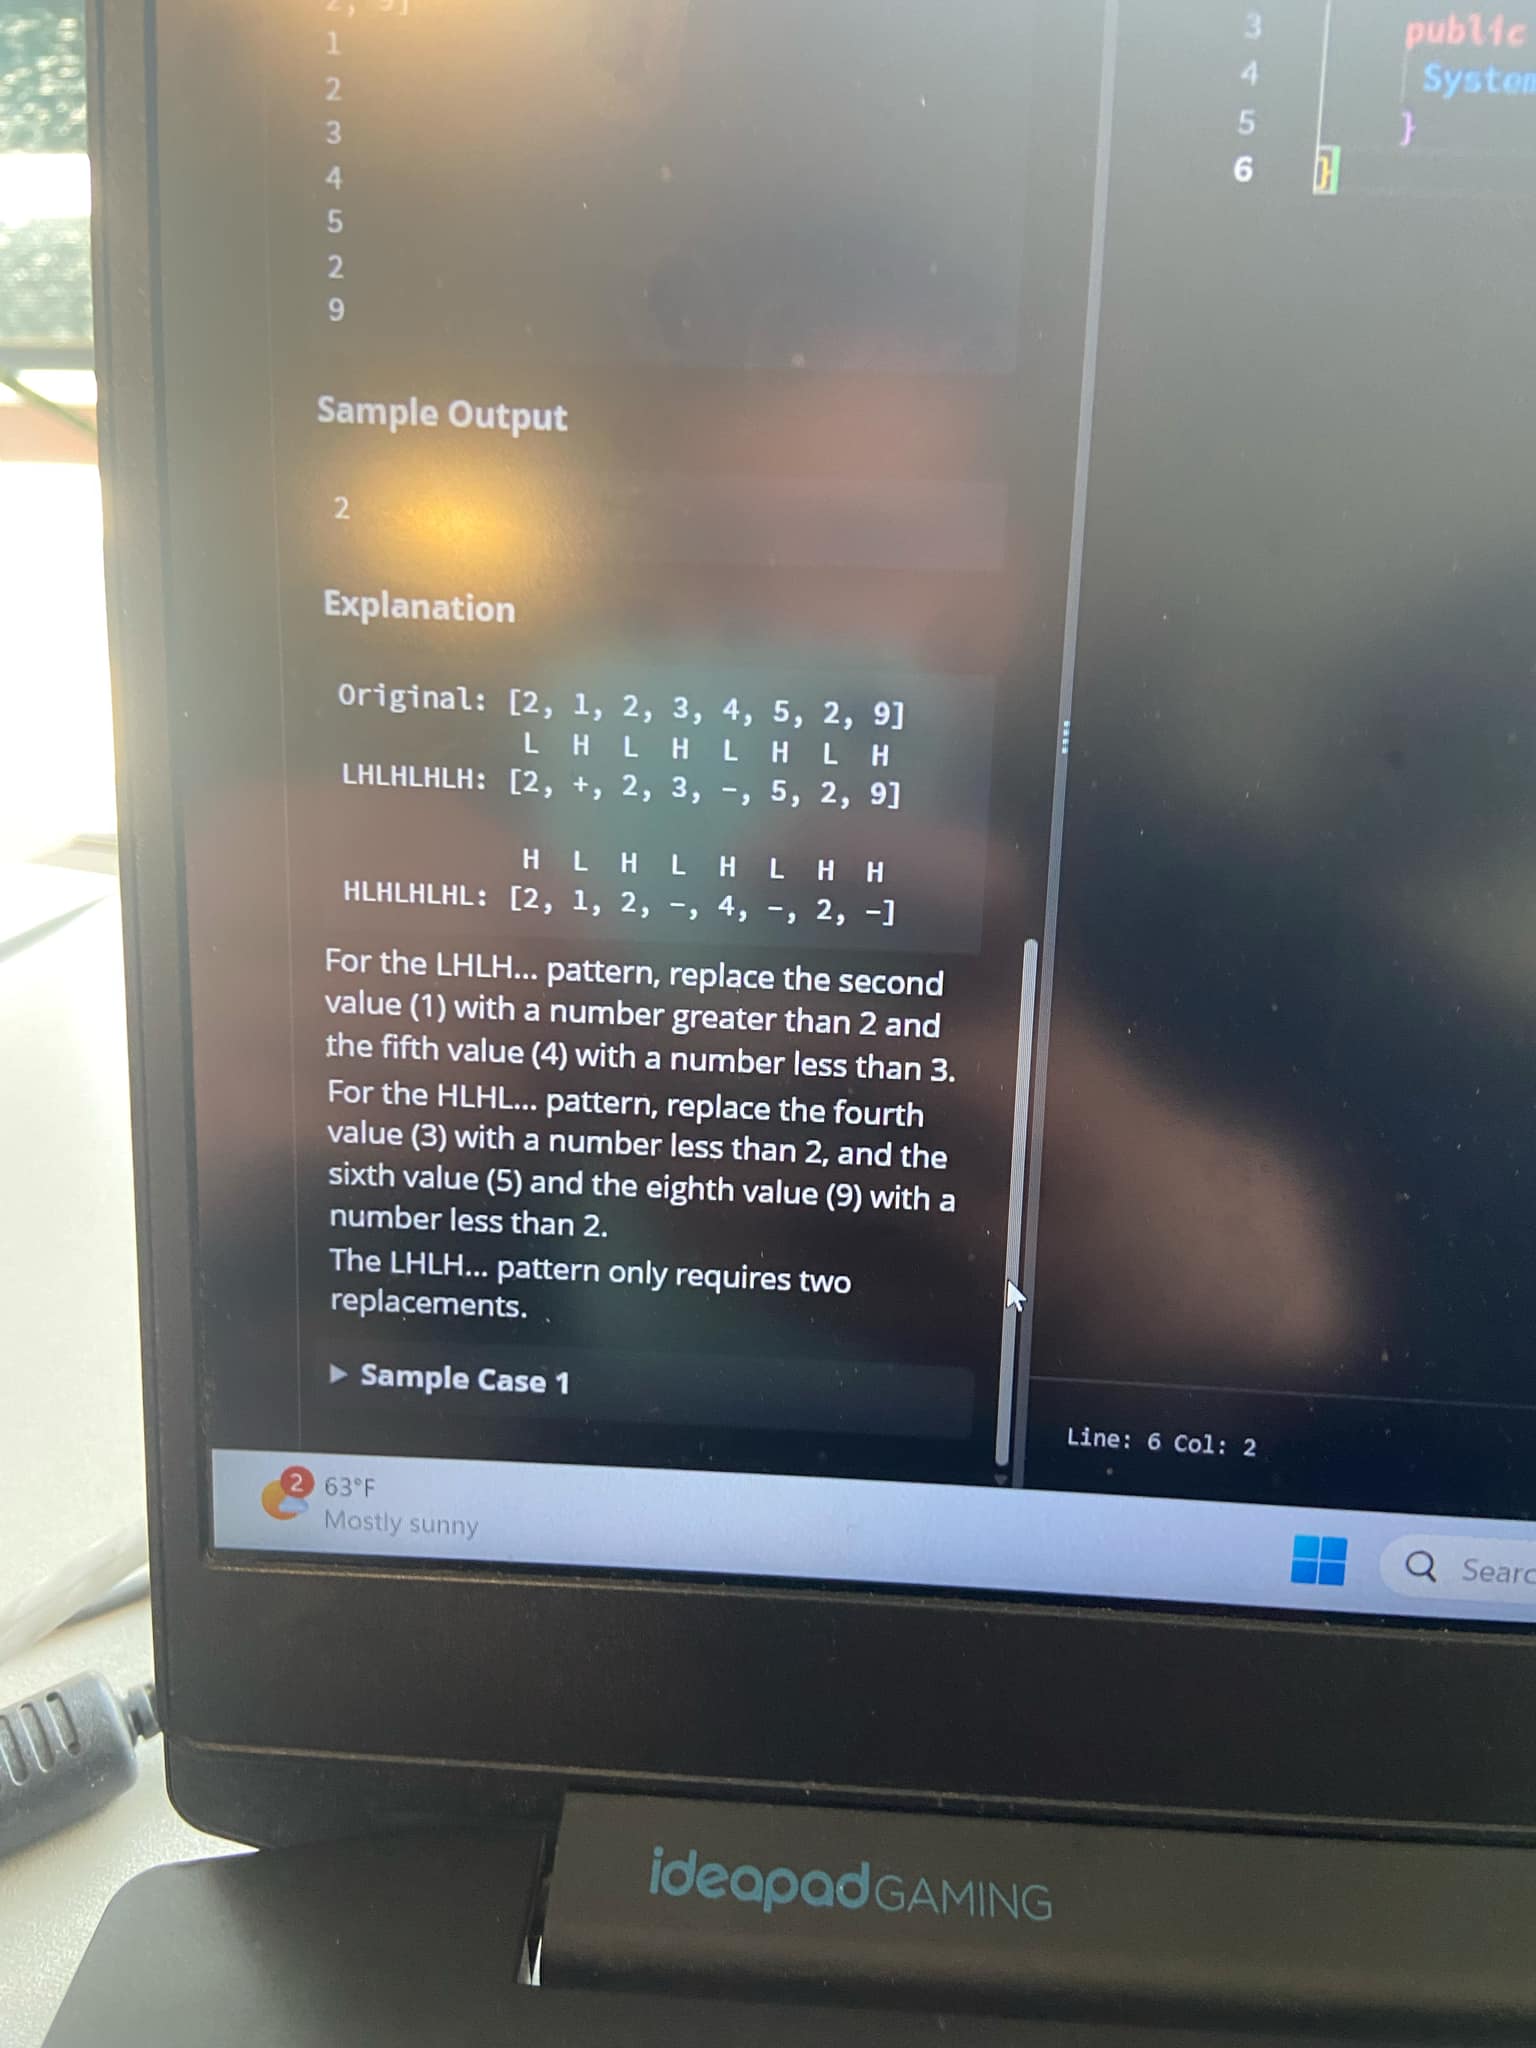 2, 9]
1
2
3
4
5
2
9
Sample Output
2
Explanation
Original: [2, 1, 2, 3, 4, 5, 2, 9]
L H L H L H L H
LHLHLHLH: [2, +, 2, 3, -, 5, 2, 9]
H L H L H L H H
HLHLHLHL: [2, 1, 2, -, 4, -, 2, -]
For the LHLH... pattern, replace the second
value (1) with a number greater than 2 and
the fifth value (4) with a number less than 3.
For the HLHL... pattern, replace the fourth
value (3) with a number less than 2, and the
sixth value (5) and the eighth value (9) with a
number less than 2.
The LHLH... pattern only requires two
replacements.
Sample Case 1
3 public
4 System
5 }
6 }
Line: 6 Col: 2
2
63°F
Mostly sunny
Searc
ideapad GAMING